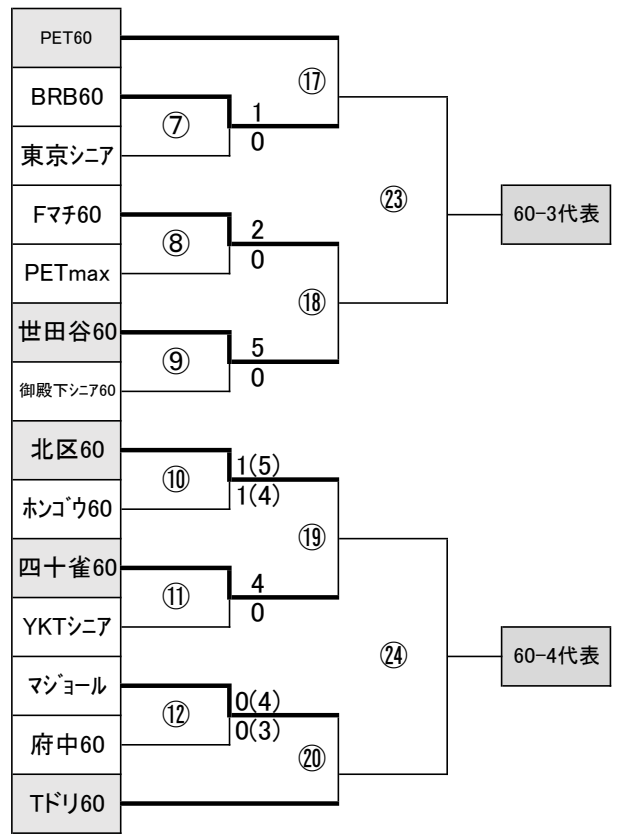 PET60
⑰
BRB60
⑦
1
0
東京シニア
㉓
60-3代表
Fマチ60
⑧
2
0
PETmax
⑱
世田谷60
⑨
5
0
御殿下シニア60
北区60
⑩
1(5)
1(4)
ホンゴウ60
⑲
四十雀60
⑪
4
0
YKTシニア
㉔
60-4代表
マジョール
⑫
0(4)
0(3)
府中60
⑳
Tドリ60